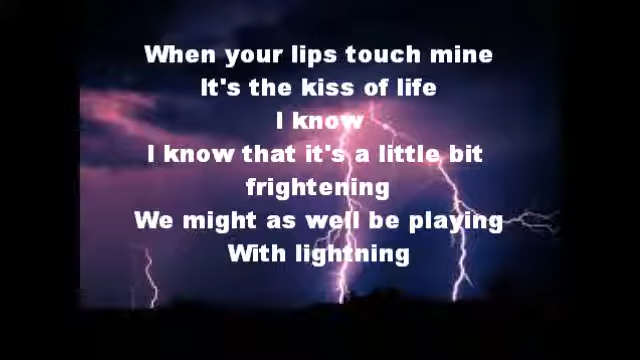 When your lips touch mine
It's the kiss of life
I know
I know that it's a little bit
frightening
We might as well be playing
With lightning